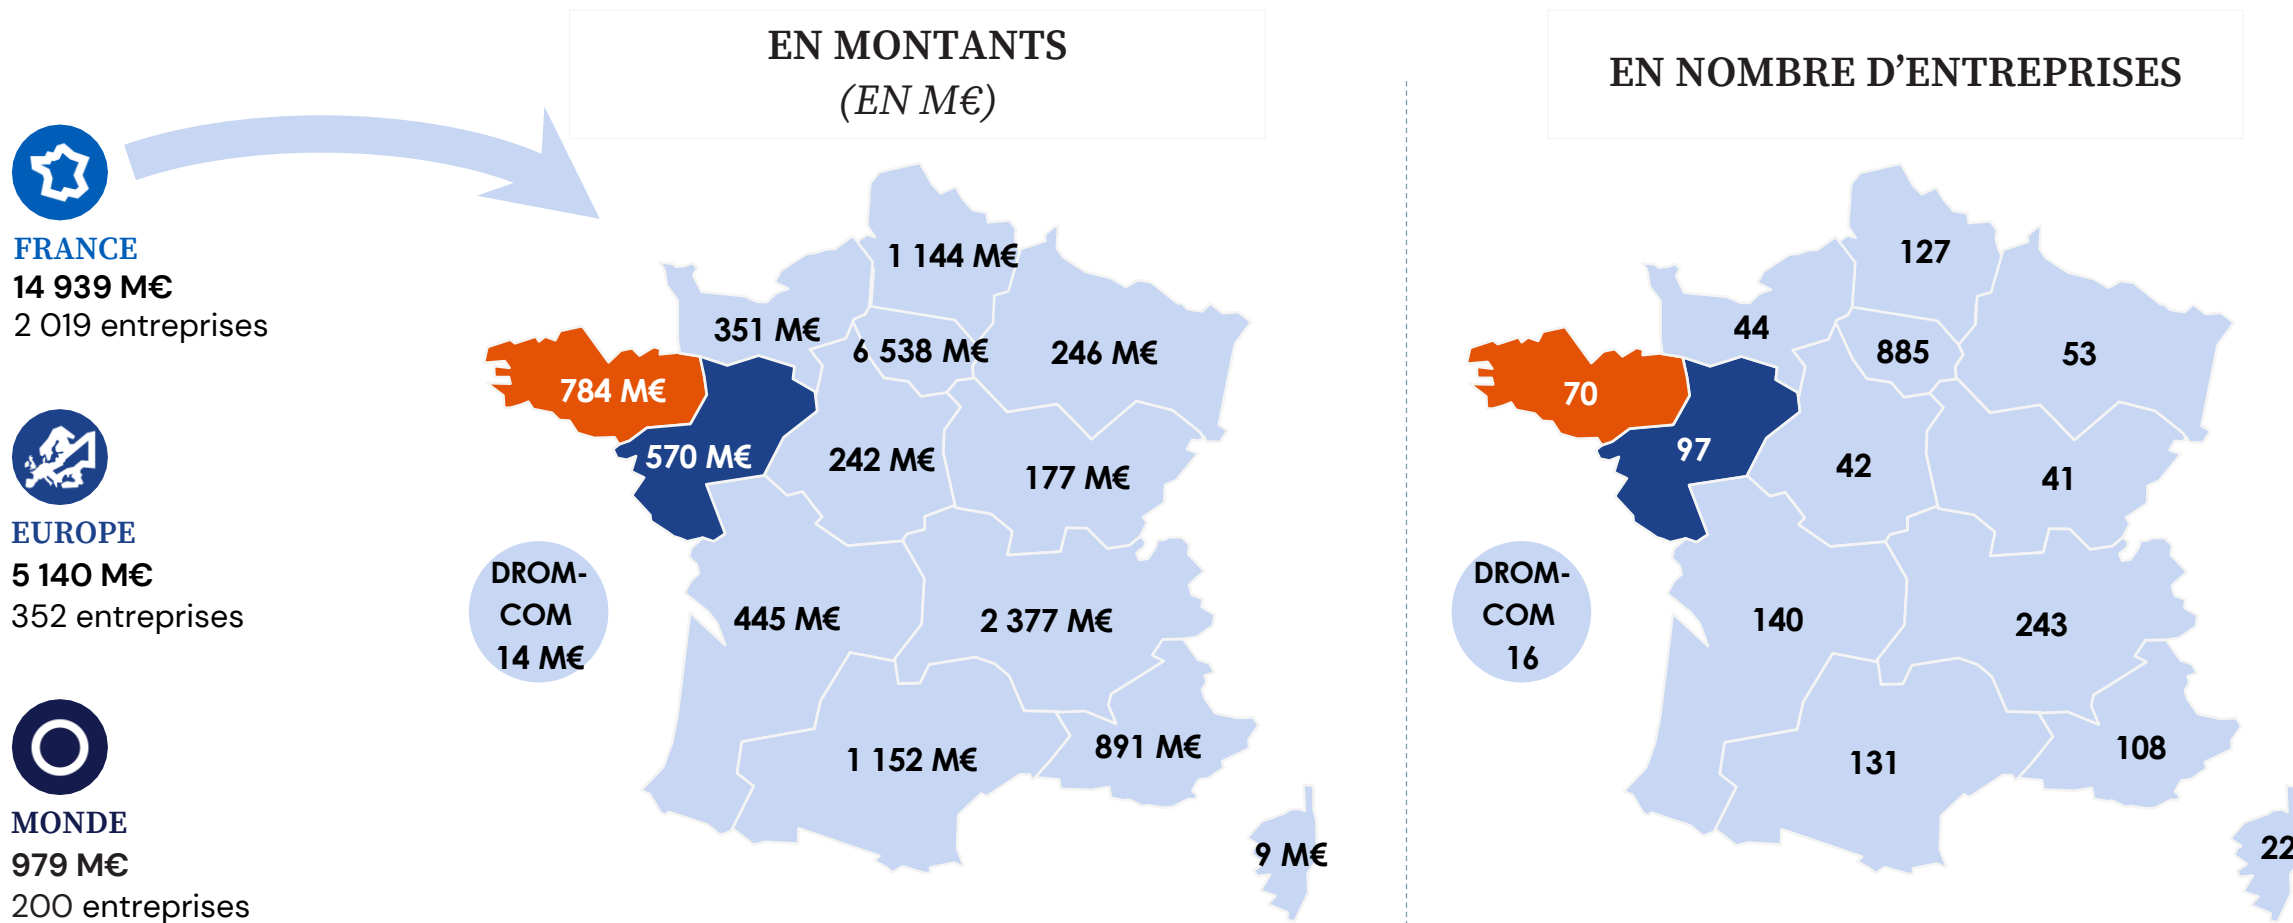 EN MONTANTS
(EN M€)
EN NOMBRE D’ENTREPRISES
FRANCE
14 939 M€
2 019 entreprises
EUROPE
5 140 M€
352 entreprises
MONDE
979 M€
200 entreprises
1 144 M€
351 M€
6 538 M€
246 M€
784 M€
570 M€
242 M€
177 M€
DROM-
COM
14 M€
445 M€
2 377 M€
1 152 M€
891 M€
9 M€
127
44
885
53
70
97
42
41
DROM-
COM
16
140
243
131
108
22